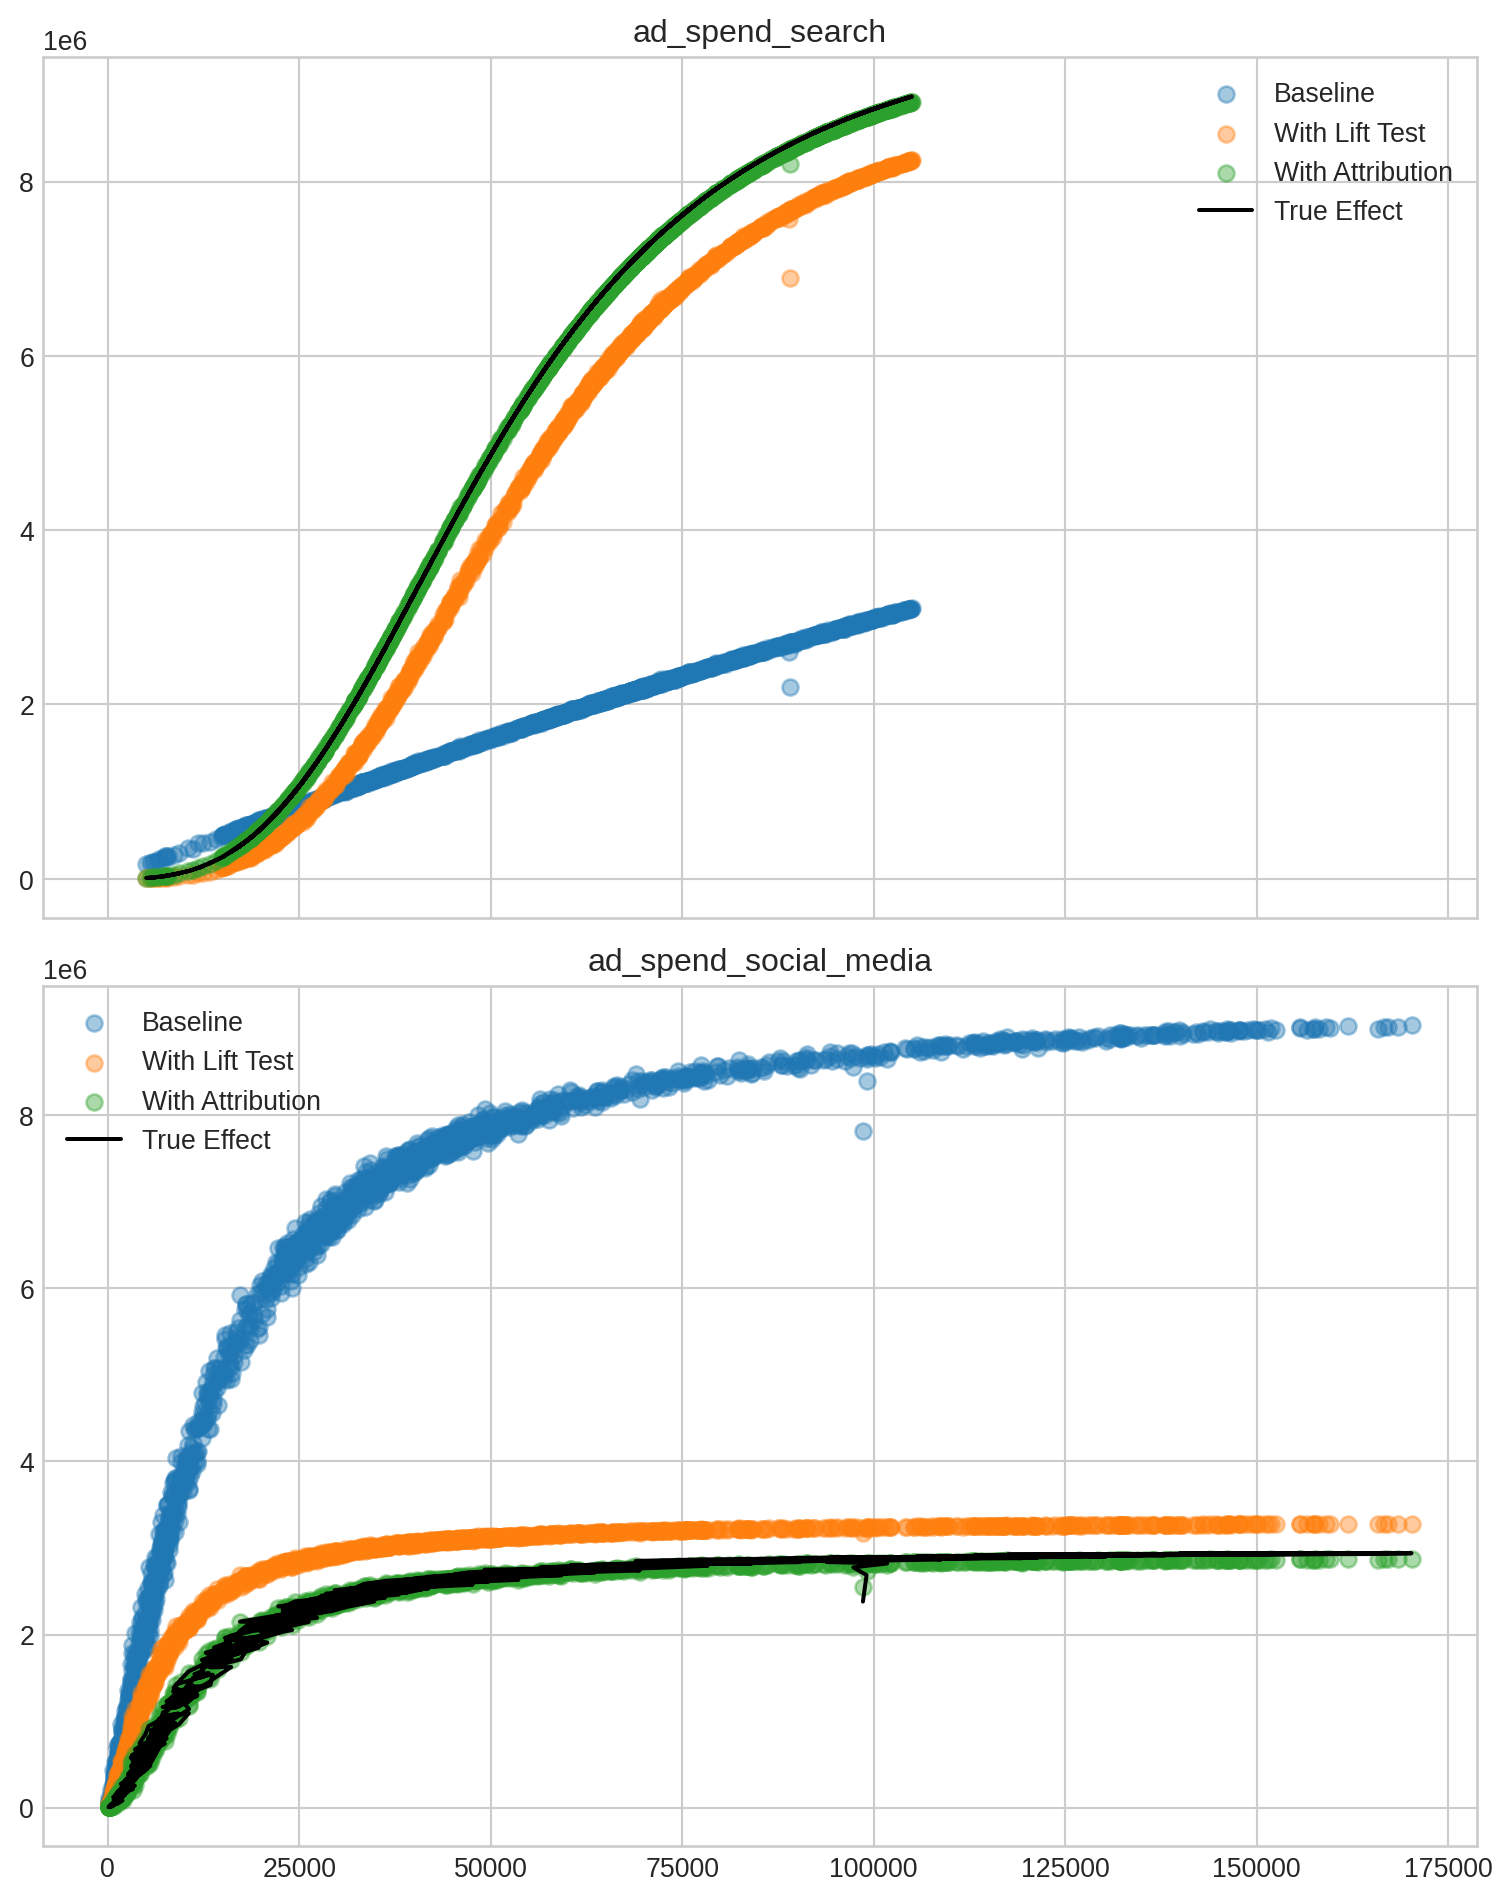 ad_spend_search
1e6
Baseline
With Lift Test
With Attribution
True Effect
8
6
4
2
0
ad_spend_social_media
1e6
Baseline
With Lift Test
With Attribution
True Effect
8
6
4
2
0
0 25000 50000 75000 100000 125000 150000 175000